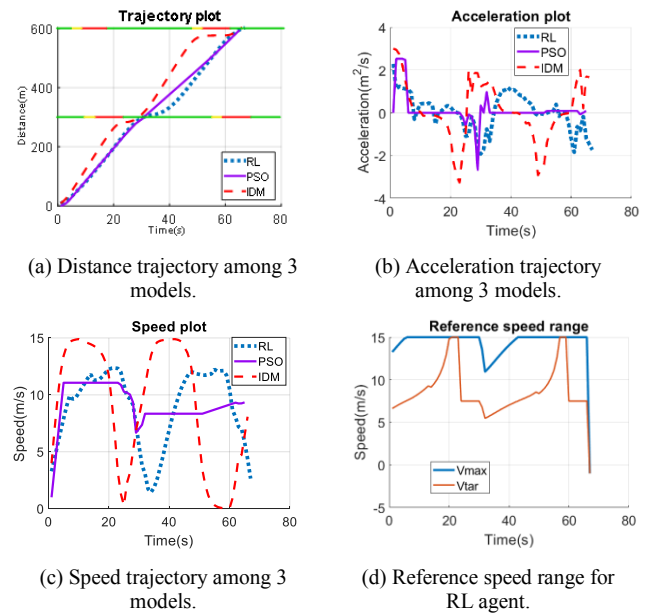 Trajectory plot
600
400
200
0
Distance(m)
RL
PSO
IDM
0 20 40 60 80
Time(s)
(a) Distance trajectory among 3
models.
Acceleration plot
4
2
0
-2
-4
Acceleration(m²/s)
RL
PSO
IDM
0 20 40 60 80
Time(s)
(b) Acceleration trajectory
among 3 models.
Speed plot
15
10
5
0
Speed(m/s)
RL
PSO
IDM
0 20 40 60 80
Time(s)
(c) Speed trajectory among 3
models.
Reference speed range
15
10
5
0
-5
Speed(m/s)
Vmax
Vtar
0 20 40 60 80
Time(s)
(d) Reference speed range for
RL agent.